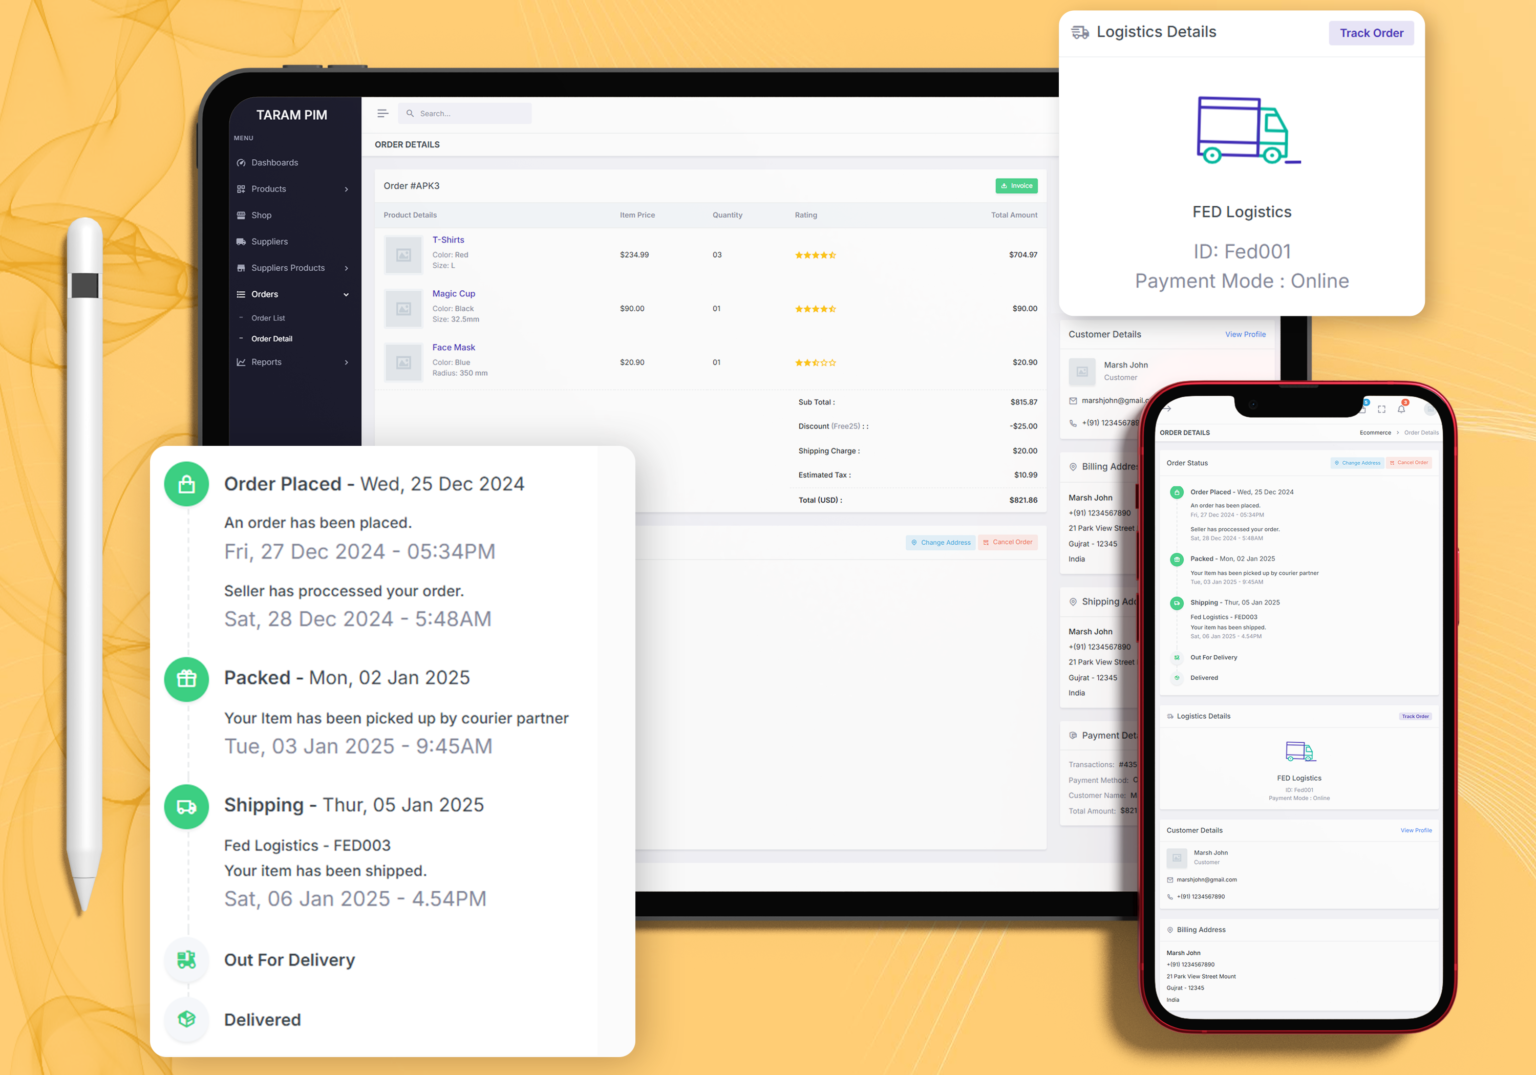 TARAM PIM
MENU
Dashboards
Products
Shop
Suppliers
Suppliers Products
Orders
Order List
Order Detail
Reports
Search...
ORDER DETAILS
Order #APK3
Invoice
Product Details Item Price Quantity Rating Total Amount
T-Shirts
Color: Red
Size: L
$234.99 03 $704.97
Magic Cup
Color: Black
Size: 32.5mm
$90.00 01 $90.00
Face Mask
Color: Blue
Radius: 350 mm
$20.90 01 $20.90
Sub Total : $815.87
Discount (Free25) : : -$25.00
Shipping Charge : $20.00
Estimated Tax : $10.99
Total (USD) : $821.86
Change Address Cancel Order
Logistics Details Track Order
FED Logistics
ID: Fed001
Payment Mode : Online
Customer Details View Profile
Marsh John
Customer
marshjohn@gmail.c
+(91) 123456789
Billing Addre
Marsh John
+(91) 1234567890
21 Park View Street
Gujrat - 12345
India
Shipping Add
Marsh John
+(91) 1234567890
21 Park View Street
Gujrat - 12345
India
Payment Det
Transactions: #435
Payment Method: C
Customer Name: M
Total Amount: $821
Order Placed - Wed, 25 Dec 2024
An order has been placed.
Fri, 27 Dec 2024 - 05:34PM
Seller has proccessed your order.
Sat, 28 Dec 2024 - 5:48AM
Packed - Mon, 02 Jan 2025
Your Item has been picked up by courier partner
Tue, 03 Jan 2025 - 9:45AM
Shipping - Thur, 05 Jan 2025
Fed Logistics - FED003
Your item has been shipped.
Sat, 06 Jan 2025 - 4.54PM
Out For Delivery
Delivered
ORDER DETAILS Ecommerce > Order Details
Order Status Change Address Cancel Order
Order Placed - Wed, 25 Dec 2024
An order has been placed.
Fri, 27 Dec 2024 - 05:34PM
Seller has proccessed your order.
Sat, 28 Dec 2024 - 5:48AM
Packed - Mon, 02 Jan 2025
Your Item has been picked up by courier partner
Tue, 03 Jan 2025 - 9:45AM
Shipping - Thur, 05 Jan 2025
Fed Logistics - FED003
Your item has been shipped.
Sat, 06 Jan 2025 - 4.54PM
Out For Delivery
Delivered
Logistics Details Track Order
FED Logistics
ID: Fed001
Payment Mode : Online
Customer Details View Profile
Marsh John
Customer
marshjohn@gmail.com
+(91) 1234567890
Billing Address
Marsh John
+(91) 1234567890
21 Park View Street Mount
Gujrat - 12345
India